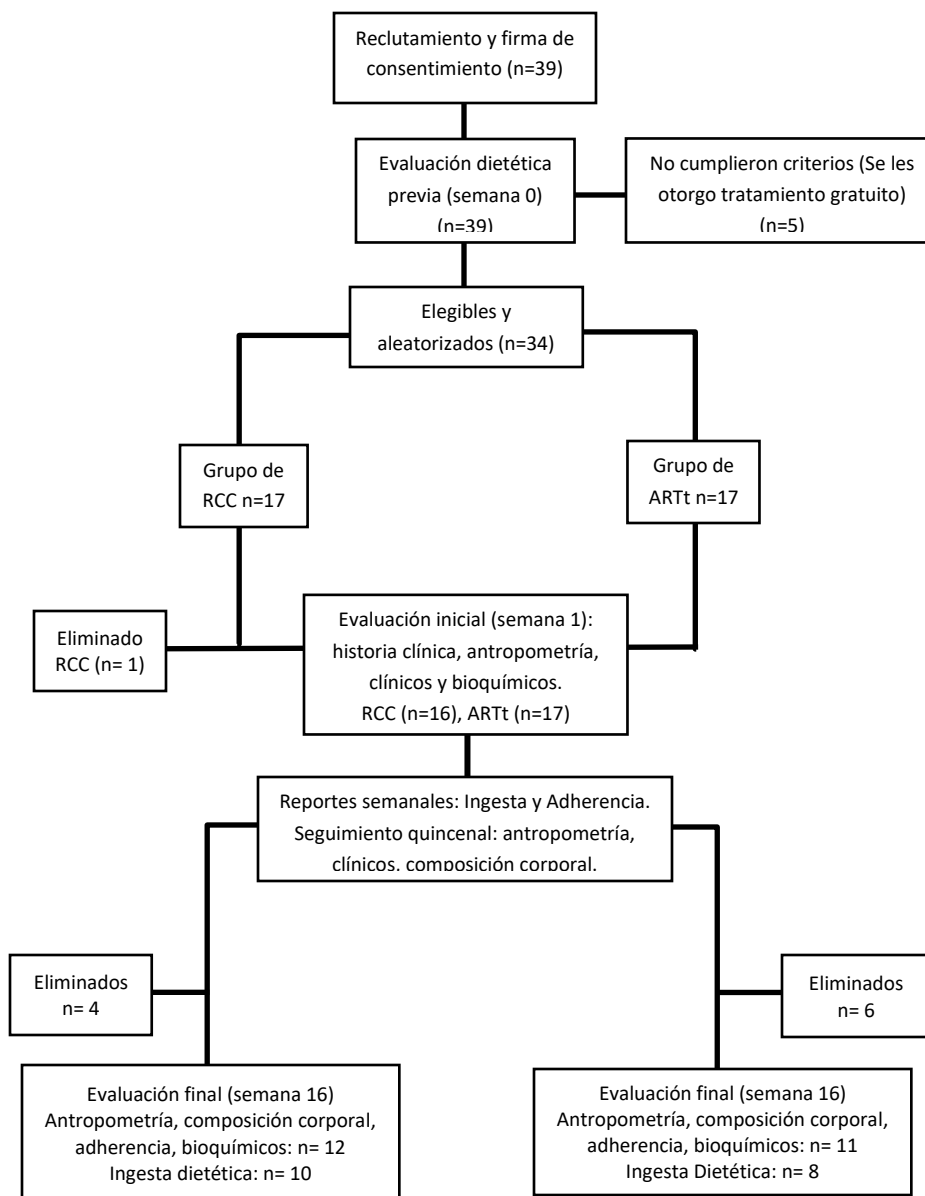 Reclutamiento y firma de
consentimiento (n=39)
Evaluación dietética
previa (semana 0)
(n=39)
No cumplieron criterios (Se les
otorgo tratamiento gratuito)
(n=5)
Elegibles y
aleatorizados (n=34)
Grupo de
RCC n=17
Grupo de
ARTt n=17
Eliminado
RCC (n= 1)
Evaluación inicial (semana 1):
historia clínica, antropometría,
clínicos y bioquímicos.
RCC (n=16), ARTt (n=17)
Reportes semanales: Ingesta y Adherencia.
Seguimiento quincenal: antropometría,
clínicos, composición corporal.
Eliminados
n= 4
Eliminados
n= 6
Evaluación final (semana 16)
Antropometría, composición corporal,
adherencia, bioquímicos: n= 12
Ingesta dietética: n= 10
Evaluación final (semana 16)
Antropometría, composición corporal,
adherencia, bioquímicos: n= 11
Ingesta Dietética: n= 8